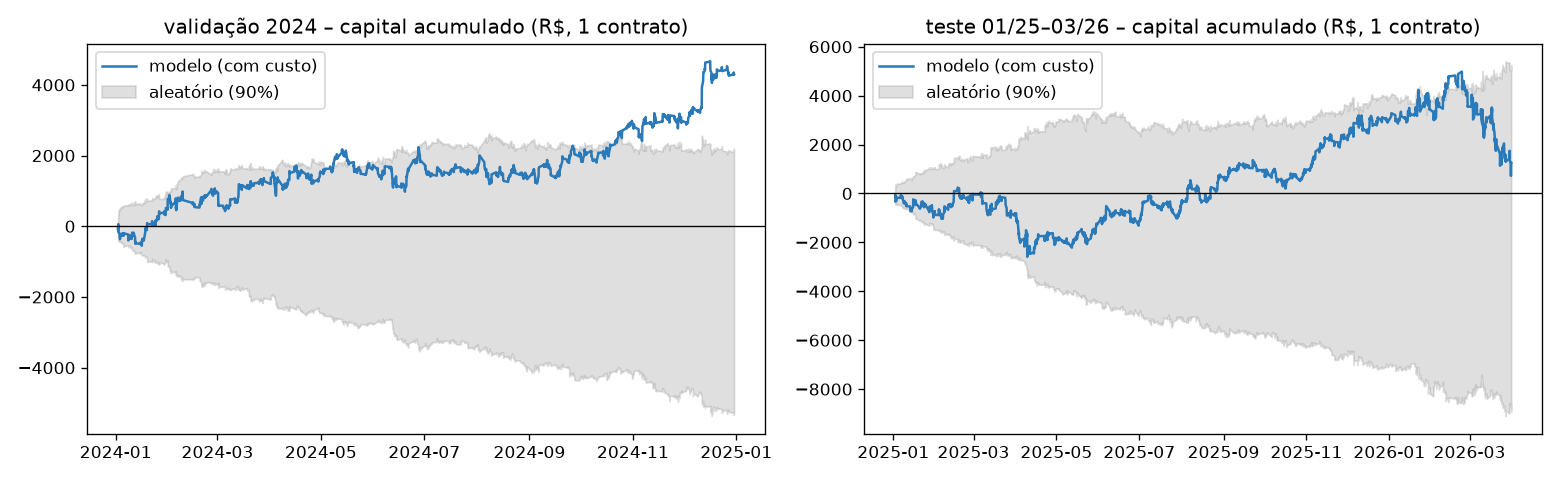 validação 2024 – capital acumulado (R$, 1 contrato)
modelo (com custo)
aleatório (90%)
4000
2000
0
−2000
−4000
2024-01 2024-03 2024-05 2024-07 2024-09 2024-11 2025-01
teste 01/25–03/26 – capital acumulado (R$, 1 contrato)
modelo (com custo)
aleatório (90%)
6000
4000
2000
0
−2000
−4000
−6000
−8000
2025-01 2025-03 2025-05 2025-07 2025-09 2025-11 2026-01 2026-03